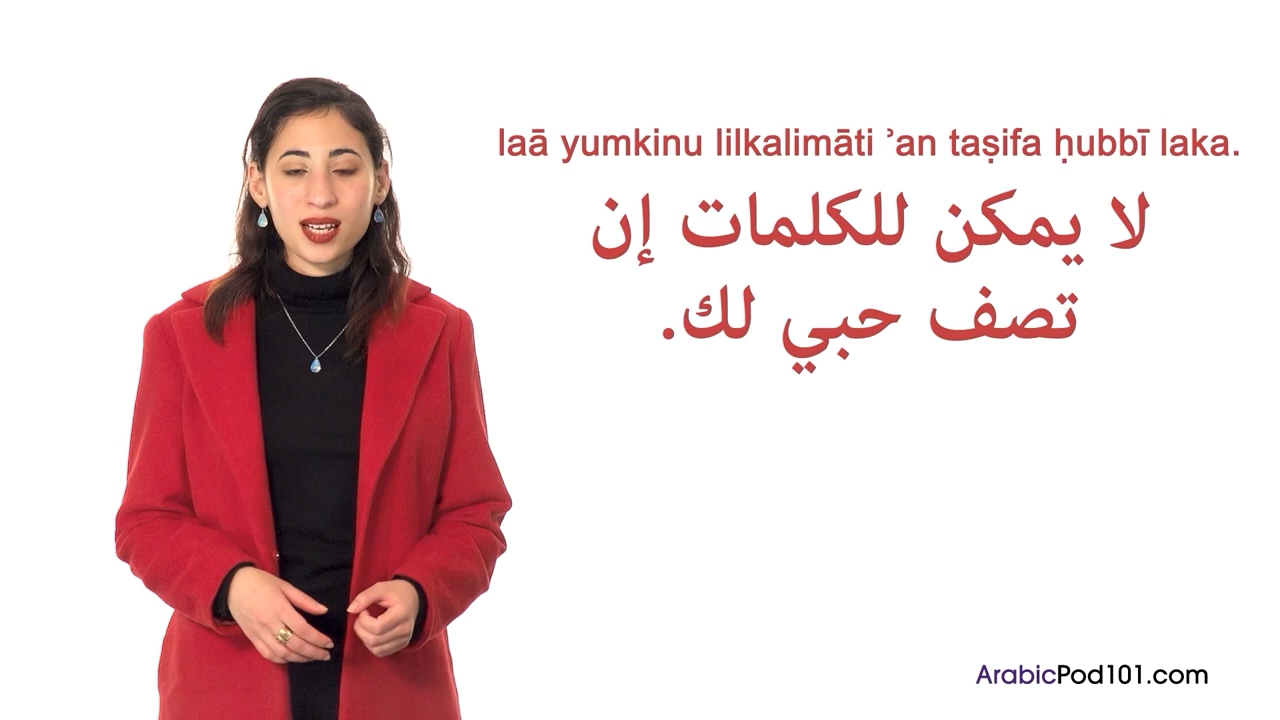 laā yumkinu lilkalimāti ʾan taṣifa ḥubbī laka.
لا يمكن للكلمات إن
تصف حبي لك.
ArabicPod101.com